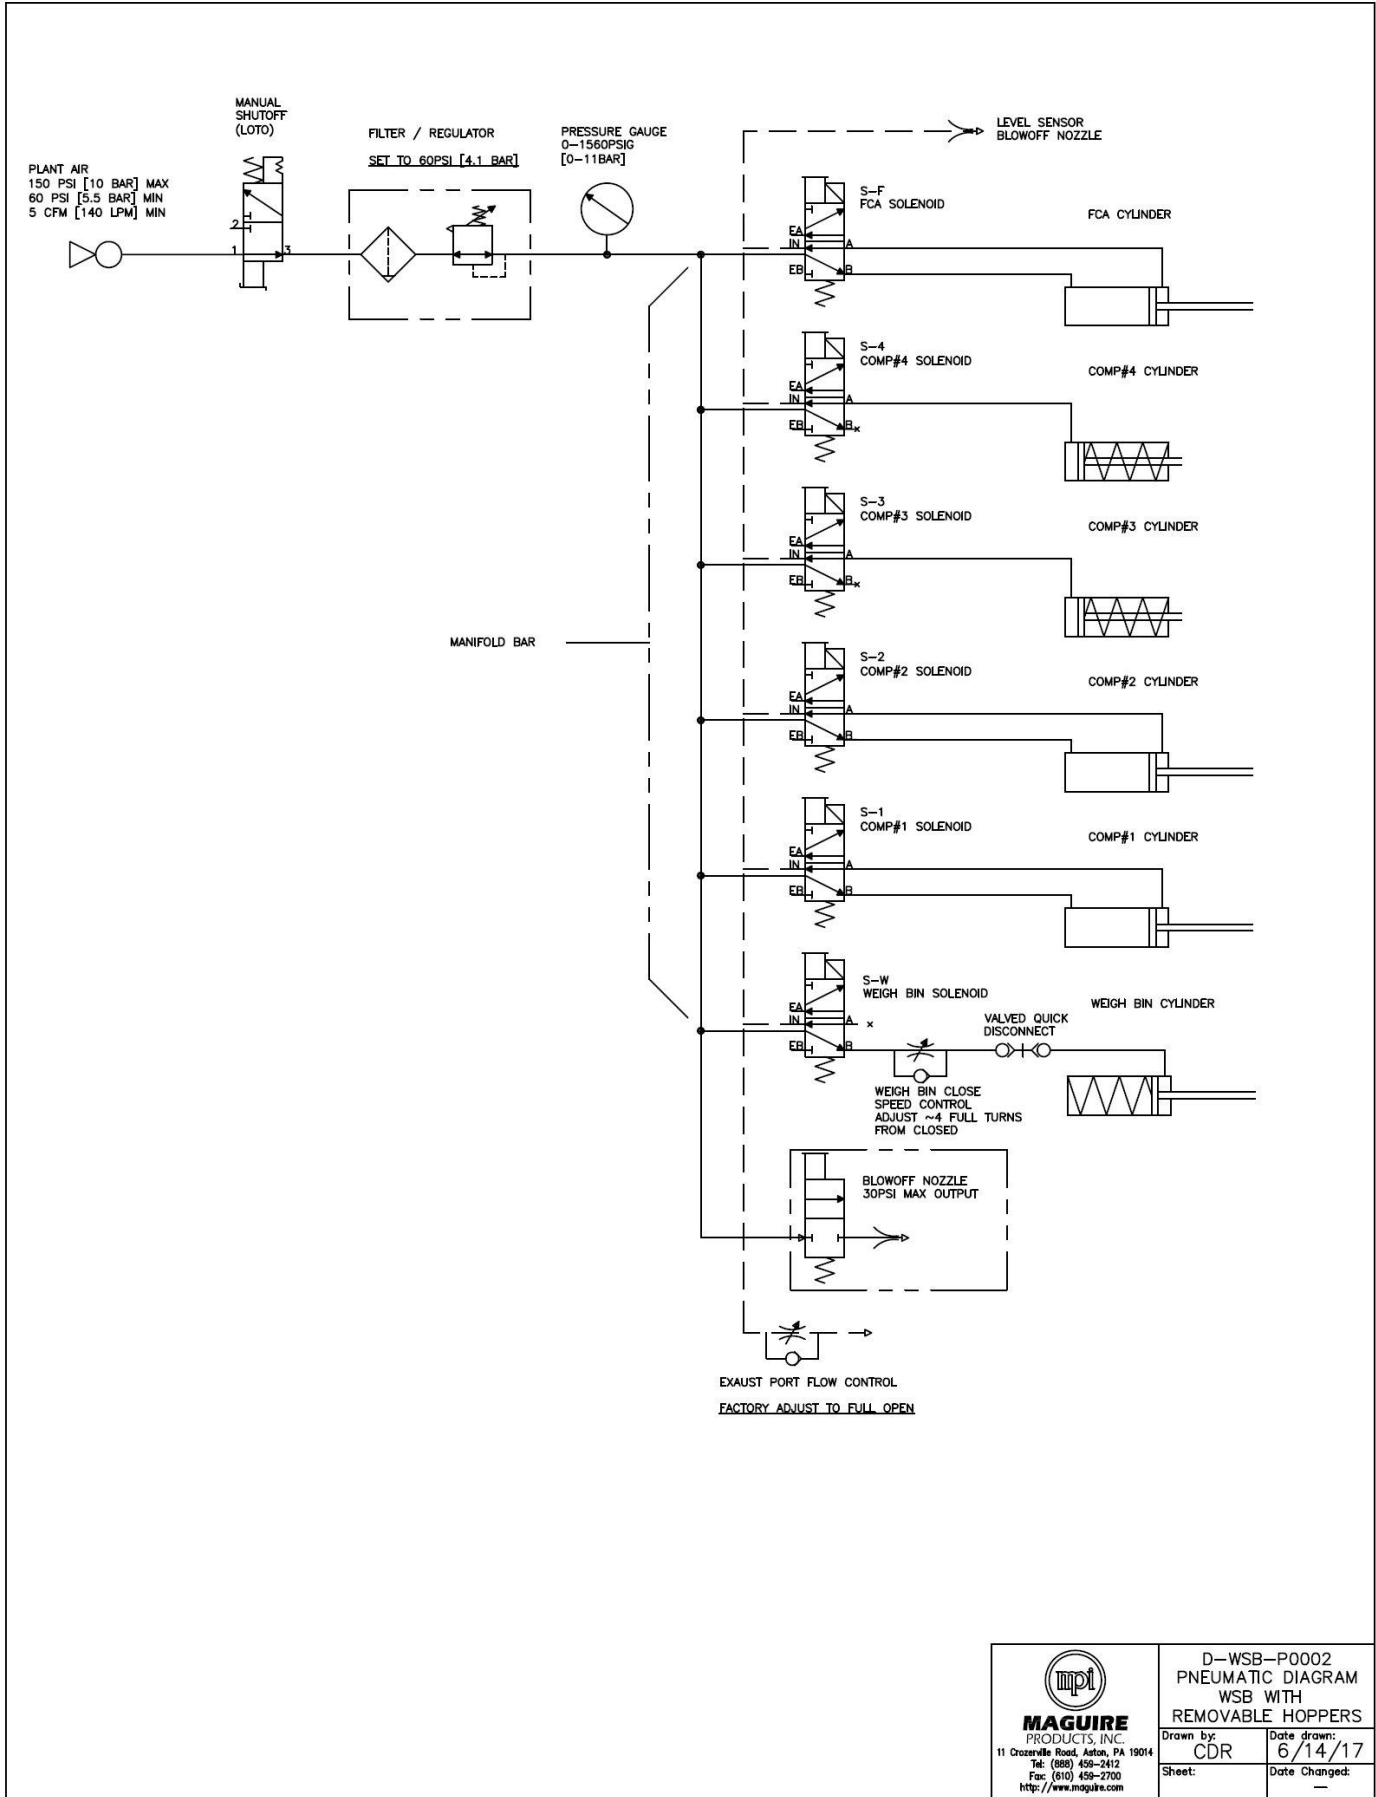 MANUAL
SHUTOFF
(LOTO)
FILTER / REGULATOR
SET TO 60PSI [4.1 BAR]
PRESSURE GAUGE
0-1560PSIG
[0-11BAR]
LEVEL SENSOR
BLOWOFF NOZZLE
PLANT AIR
150 PSI [10 BAR] MAX
60 PSI [5.5 BAR] MIN
5 CFM [140 LPM] MIN
2
1
3
S-F
FCA SOLENOID
FCA CYLINDER
EA
IN
A
EB
B
S-4
COMP#4 SOLENOID
COMP#4 CYLINDER
EA
IN
A
EB
B
S-3
COMP#3 SOLENOID
COMP#3 CYLINDER
EA
IN
A
EB
B
MANIFOLD BAR
S-2
COMP#2 SOLENOID
COMP#2 CYLINDER
EA
IN
A
EB
B
S-1
COMP#1 SOLENOID
COMP#1 CYLINDER
EA
IN
A
EB
B
S-W
WEIGH BIN SOLENOID
WEIGH BIN CYLINDER
EA
IN
A
EB
B
VALVED QUICK
DISCONNECT
WEIGH BIN CLOSE
SPEED CONTROL
ADJUST ~4 FULL TURNS
FROM CLOSED
BLOWOFF NOZZLE
30PSI MAX OUTPUT
EXAUST PORT FLOW CONTROL
FACTORY ADJUST TO FULL OPEN
mpi
MAGUIRE
PRODUCTS, INC.
11 Crozerville Road, Aston, PA 19014
Tel: (888) 459-2412
Fax: (610) 459-2700
http://www.maguire.com
D-WSB-P0002
PNEUMATIC DIAGRAM
WSB WITH
REMOVABLE HOPPERS
Drawn by:
CDR
Date drawn:
6/14/17
Sheet:
Date Changed:
—